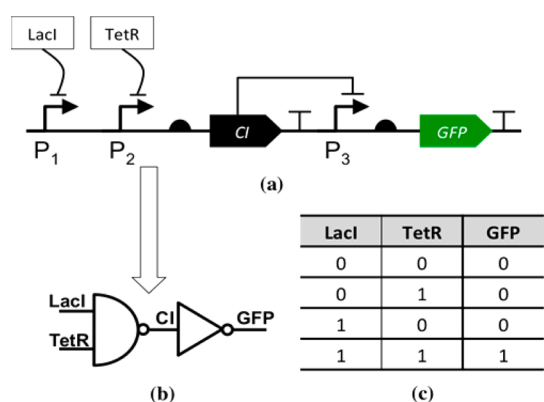 LacI TetR
P1 P2 CI P3 GFP
(a)
LacI
TetR
CI GFP
(b)
LacI TetR GFP
0 0 0
0 1 0
1 0 0
1 1 1
(c)